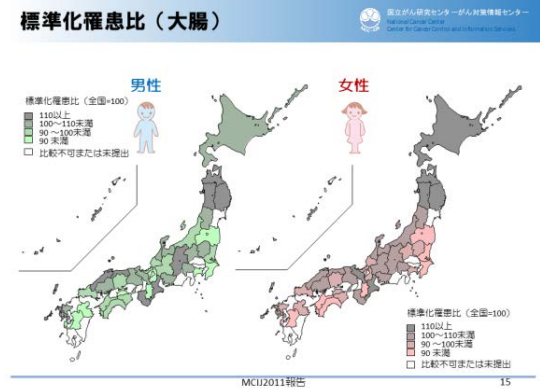 標準化罹患比（大腸）
国立がん研究センターがん対策情報センター
National Cancer Center
Center for Cancer Control and Information Services
男性
女性
標準化罹患比（全国=100）
110以上
100～110未満
90 ～100未満
90 未満
比較不可または未提出
標準化罹患比（全国=100）
110以上
100～110未満
90 ～100未満
90 未満
比較不可または未提出
MCIJ2011報告
15